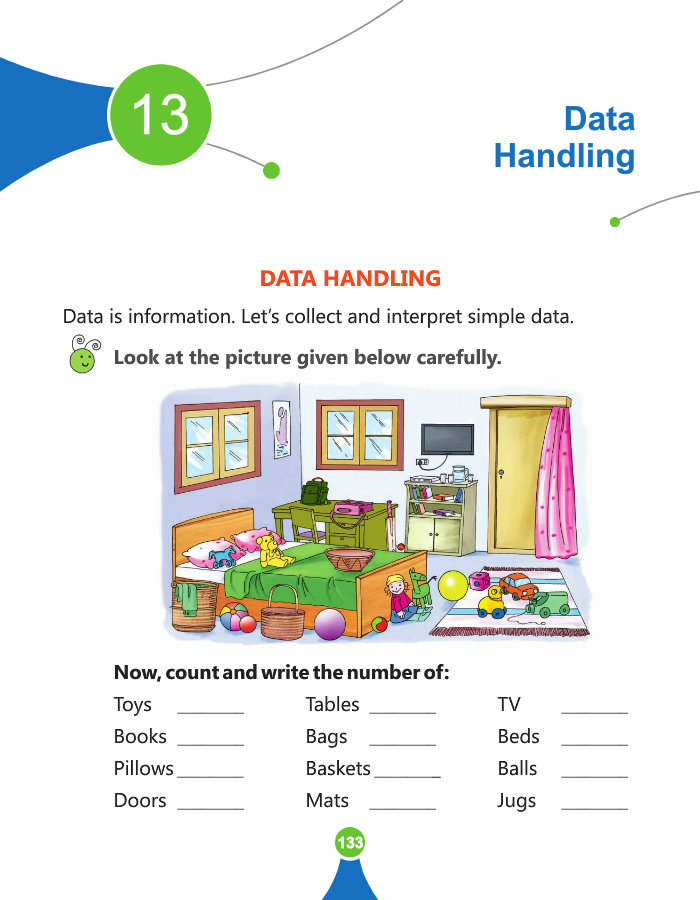 13
Data
Handling
DATA HANDLING
Data is information. Let’s collect and interpret simple data.
Look at the picture given below carefully.
Now, count and write the number of:
Toys _______ Tables _______ TV _______
Books _______ Bags _______ Beds _______
Pillows _______ Baskets _______ Balls _______
Doors _______ Mats _______ Jugs _______
133